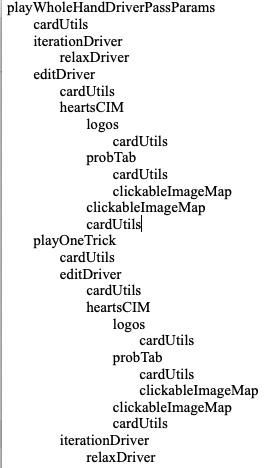 playWholeHandDriverPassParams
cardUtils
iterationDriver
relaxDriver
editDriver
cardUtils
heartsCIM
logos
cardUtils
probTab
cardUtils
clickableImageMap
clickableImageMap
cardUtils
playOneTrick
cardUtils
editDriver
cardUtils
heartsCIM
logos
cardUtils
probTab
cardUtils
clickableImageMap
clickableImageMap
cardUtils
iterationDriver
relaxDriver